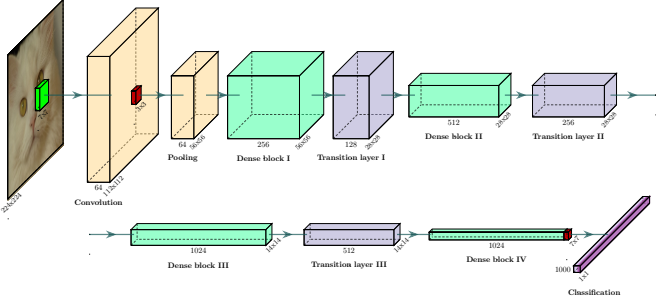 224x224
7x7
64
112x112
Convolution
3x3
64
56x56
Pooling
256
56x56
Dense block I
128
28x28
Transition layer I
512
28x28
Dense block II
256
28x28
Transition layer II
1024
14x14
Dense block III
512
14x14
Transition layer III
1024
7x7
Dense block IV
1000
1x1
Classification